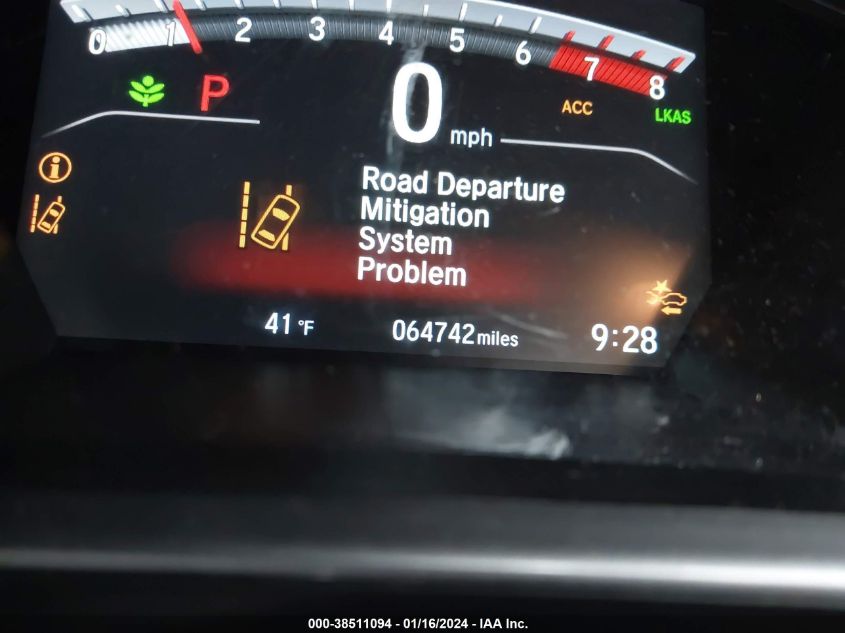 0 1 2 3 4 5 6 7 8
P
0 mph
ACC
LKAS
Road Departure
Mitigation
System
Problem
41 °F
064742 miles
9:28
000-38511094 - 01/16/2024 - IAA Inc.